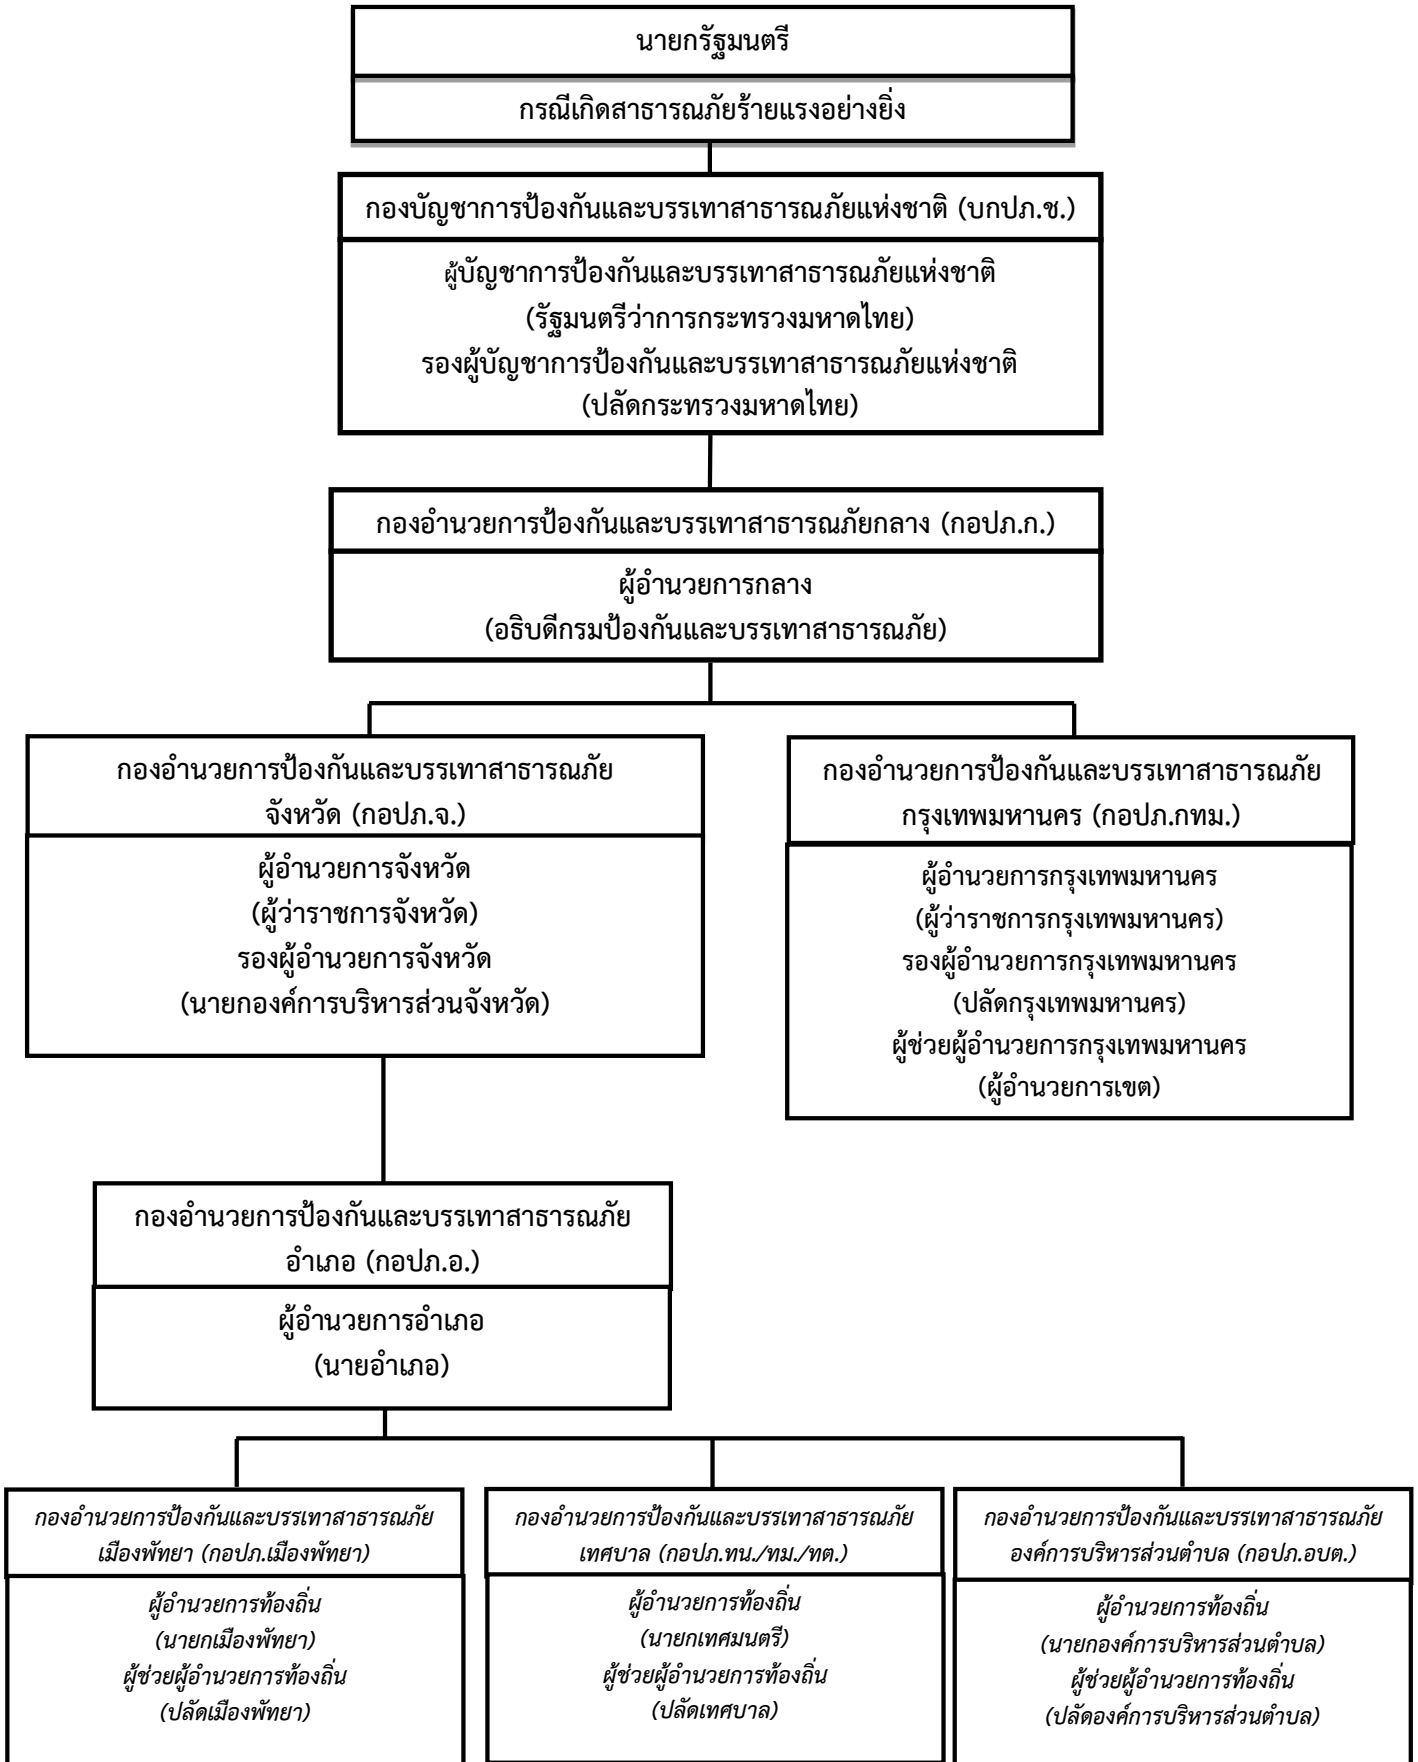 นายกรัฐมนตรี
กรณีเกิดสาธารณภัยร้ายแรงอย่างยิ่ง
กองบัญชาการป้องกันและบรรเทาสาธารณภัยแห่งชาติ (บกปภ.ช.)
ผู้บัญชาการป้องกันและบรรเทาสาธารณภัยแห่งชาติ
(รัฐมนตรีว่าการกระทรวงมหาดไทย)
รองผู้บัญชาการป้องกันและบรรเทาสาธารณภัยแห่งชาติ
(ปลัดกระทรวงมหาดไทย)
กองอำนวยการป้องกันและบรรเทาสาธารณภัยกลาง (กอปภ.ก.)
ผู้อำนวยการกลาง
(อธิบดีกรมป้องกันและบรรเทาสาธารณภัย)
กองอำนวยการป้องกันและบรรเทาสาธารณภัย
จังหวัด (กอปภ.จ.)
ผู้อำนวยการจังหวัด
(ผู้ว่าราชการจังหวัด)
รองผู้อำนวยการจังหวัด
(นายกองค์การบริหารส่วนจังหวัด)
กองอำนวยการป้องกันและบรรเทาสาธารณภัย
กรุงเทพมหานคร (กอปภ.กทม.)
ผู้อำนวยการกรุงเทพมหานคร
(ผู้ว่าราชการกรุงเทพมหานคร)
รองผู้อำนวยการกรุงเทพมหานคร
(ปลัดกรุงเทพมหานคร)
ผู้ช่วยผู้อำนวยการกรุงเทพมหานคร
(ผู้อำนวยการเขต)
กองอำนวยการป้องกันและบรรเทาสาธารณภัย
อำเภอ (กอปภ.อ.)
ผู้อำนวยการอำเภอ
(นายอำเภอ)
กองอำนวยการป้องกันและบรรเทาสาธารณภัย
เมืองพัทยา (กอปภ.เมืองพัทยา)
ผู้อำนวยการท้องถิ่น
(นายกเมืองพัทยา)
ผู้ช่วยผู้อำนวยการท้องถิ่น
(ปลัดเมืองพัทยา)
กองอำนวยการป้องกันและบรรเทาสาธารณภัย
เทศบาล (กอปภ.ทน./ทม./ทต.)
ผู้อำนวยการท้องถิ่น
(นายกเทศมนตรี)
ผู้ช่วยผู้อำนวยการท้องถิ่น
(ปลัดเทศบาล)
กองอำนวยการป้องกันและบรรเทาสาธารณภัย
องค์การบริหารส่วนตำบล (กอปภ.อบต.)
ผู้อำนวยการท้องถิ่น
(นายกองค์การบริหารส่วนตำบล)
ผู้ช่วยผู้อำนวยการท้องถิ่น
(ปลัดองค์การบริหารส่วนตำบล)